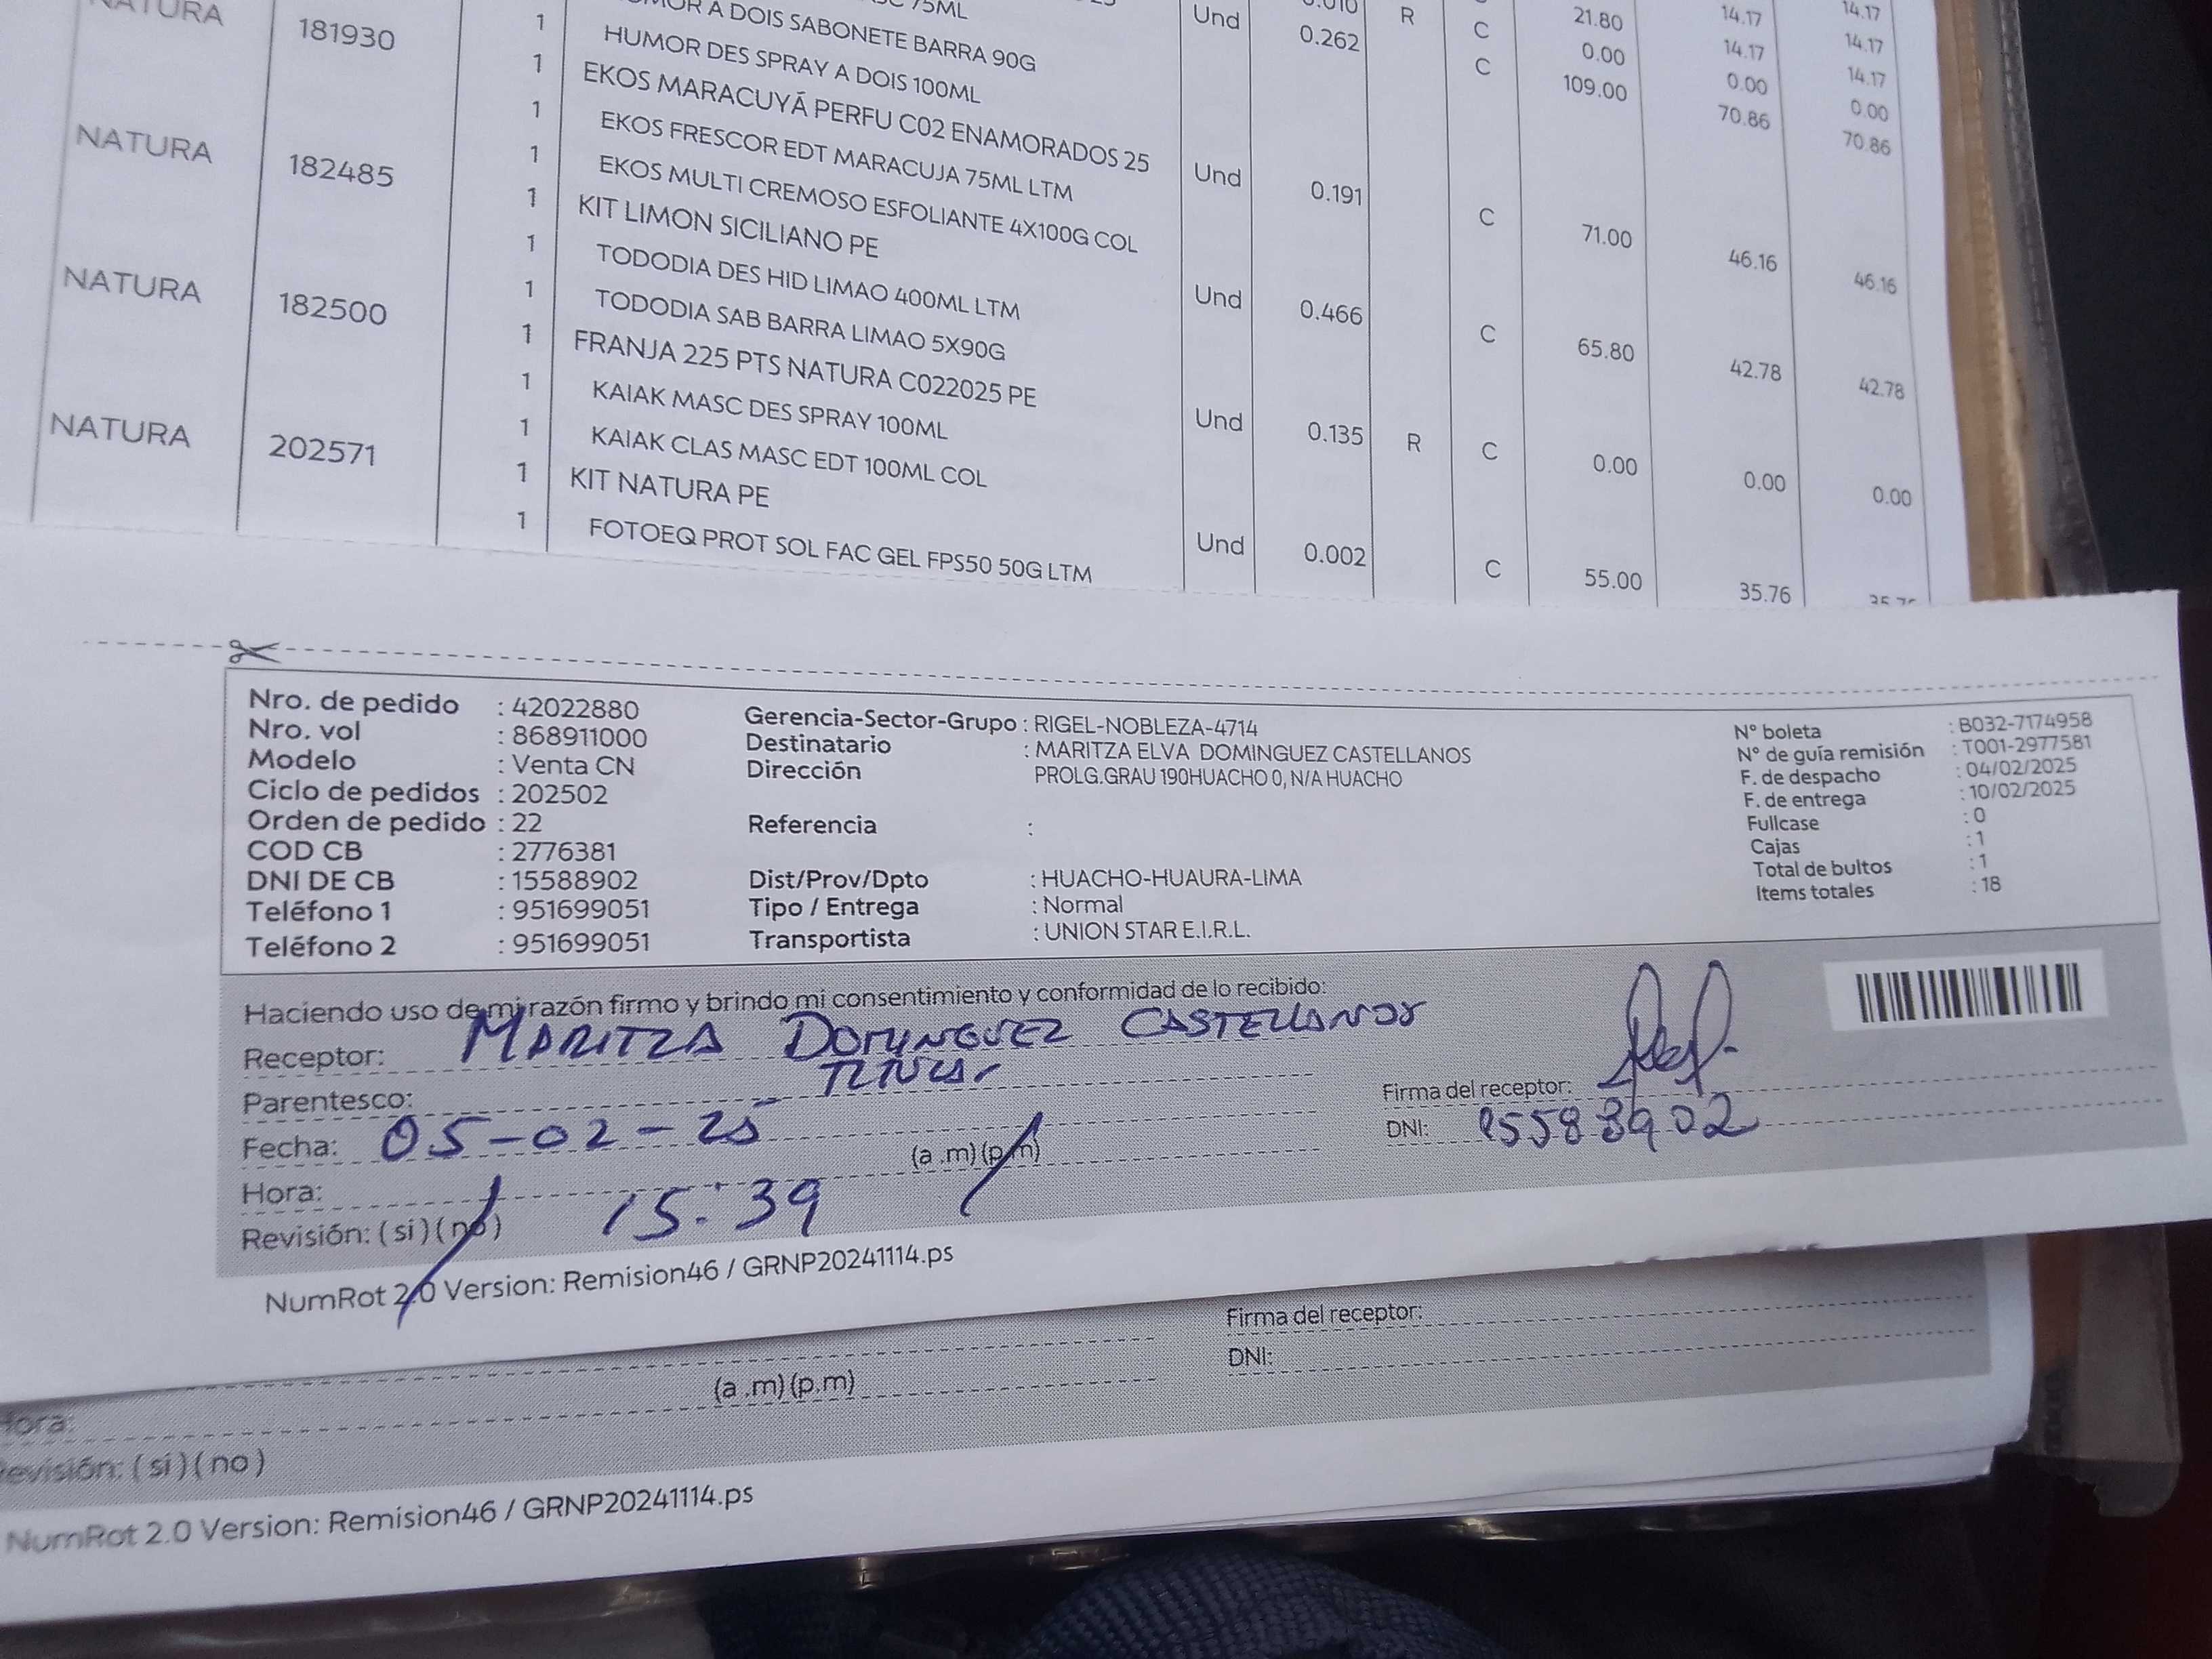 NATURA 181930 1 HUMOR A DOIS SABONETE BARRA 90G Und 0.262 R C 21.80 14.17 14.17
1 HUMOR DES SPRAY A DOIS 100ML C 0.00 14.17 14.17
1 EKOS MARACUYÁ PERFU C02 ENAMORADOS 25 Und 0.191 109.00 0.00 14.17
NATURA 182485 1 EKOS FRESCOR EDT MARACUJA 75ML LTM 70.86 0.00
1 EKOS MULTI CREMOSO ESFOLIANTE 4X100G COL 70.86
1 KIT LIMON SICILIANO PE Und 0.466 C 71.00 46.16 46.16
NATURA 182500 1 TODODIA DES HID LIMAO 400ML LTM
1 TODODIA SAB BARRA LIMAO 5X90G
1 FRANJA 225 PTS NATURA C022025 PE Und 0.135 R C 65.80 42.78 42.78
NATURA 202571 1 KAIAK MASC DES SPRAY 100ML
1 KAIAK CLAS MASC EDT 100ML COL C 0.00 0.00 0.00
1 KIT NATURA PE Und 0.002
1 FOTOEQ PROT SOL FAC GEL FPS50 50G LTM C 55.00 35.76
Nro. de pedido : 42022880 Gerencia-Sector-Grupo : RIGEL-NOBLEZA-4714 N° boleta : B032-7174958
Nro. vol : 868911000 Destinatario : MARITZA ELVA DOMINGUEZ CASTELLANOS N° de guía remisión : T001-2977581
Modelo : Venta CN Dirección PROLG.GRAU 190HUACHO 0, N/A HUACHO F. de despacho : 04/02/2025
Ciclo de pedidos : 202502 F. de entrega : 10/02/2025
Orden de pedido : 22 Referencia : Fullcase : 0
COD CB : 2776381 Cajas : 1
DNI DE CB : 15588902 Dist/Prov/Dpto : HUACHO-HUAURA-LIMA Total de bultos : 1
Teléfono 1 : 951699051 Tipo / Entrega : Normal Items totales : 18
Teléfono 2 : 951699051 Transportista : UNION STAR E.I.R.L.
Haciendo uso de mi razón firmo y brindo mi consentimiento y conformidad de lo recibido:
Receptor: MARITZA DOMINGUEZ CASTELLANOS
Parentesco: TITULAR Firma del receptor:
Fecha: 05-02-25 DNI: 15588902
Hora: 15:39 (a .m) (p.m)
Revisión: (si) (no)
NumRot 2.0 Version: Remision46 / GRNP20241114.ps
Firma del receptor:
DNI:
Hora: (a .m) (p.m)
Revisión: (si) (no)
NumRot 2.0 Version: Remision46 / GRNP20241114.ps